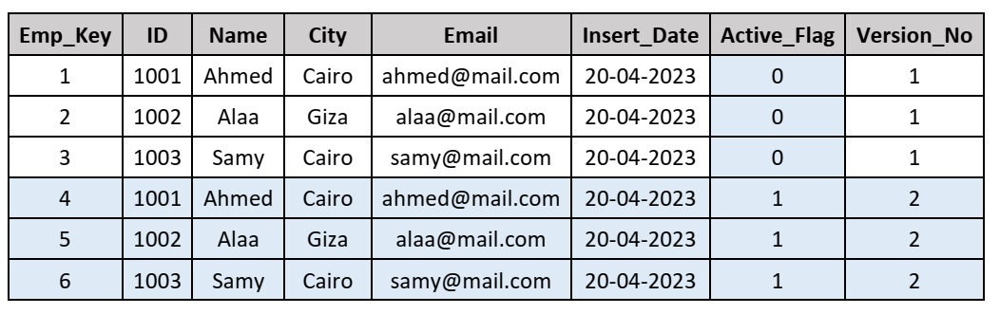 Emp_Key ID Name City Email Insert_Date Active_Flag Version_No
1 1001 Ahmed Cairo ahmed@mail.com 20-04-2023 0 1
2 1002 Alaa Giza alaa@mail.com 20-04-2023 0 1
3 1003 Samy Cairo samy@mail.com 20-04-2023 0 1
4 1001 Ahmed Cairo ahmed@mail.com 20-04-2023 1 2
5 1002 Alaa Giza alaa@mail.com 20-04-2023 1 2
6 1003 Samy Cairo samy@mail.com 20-04-2023 1 2